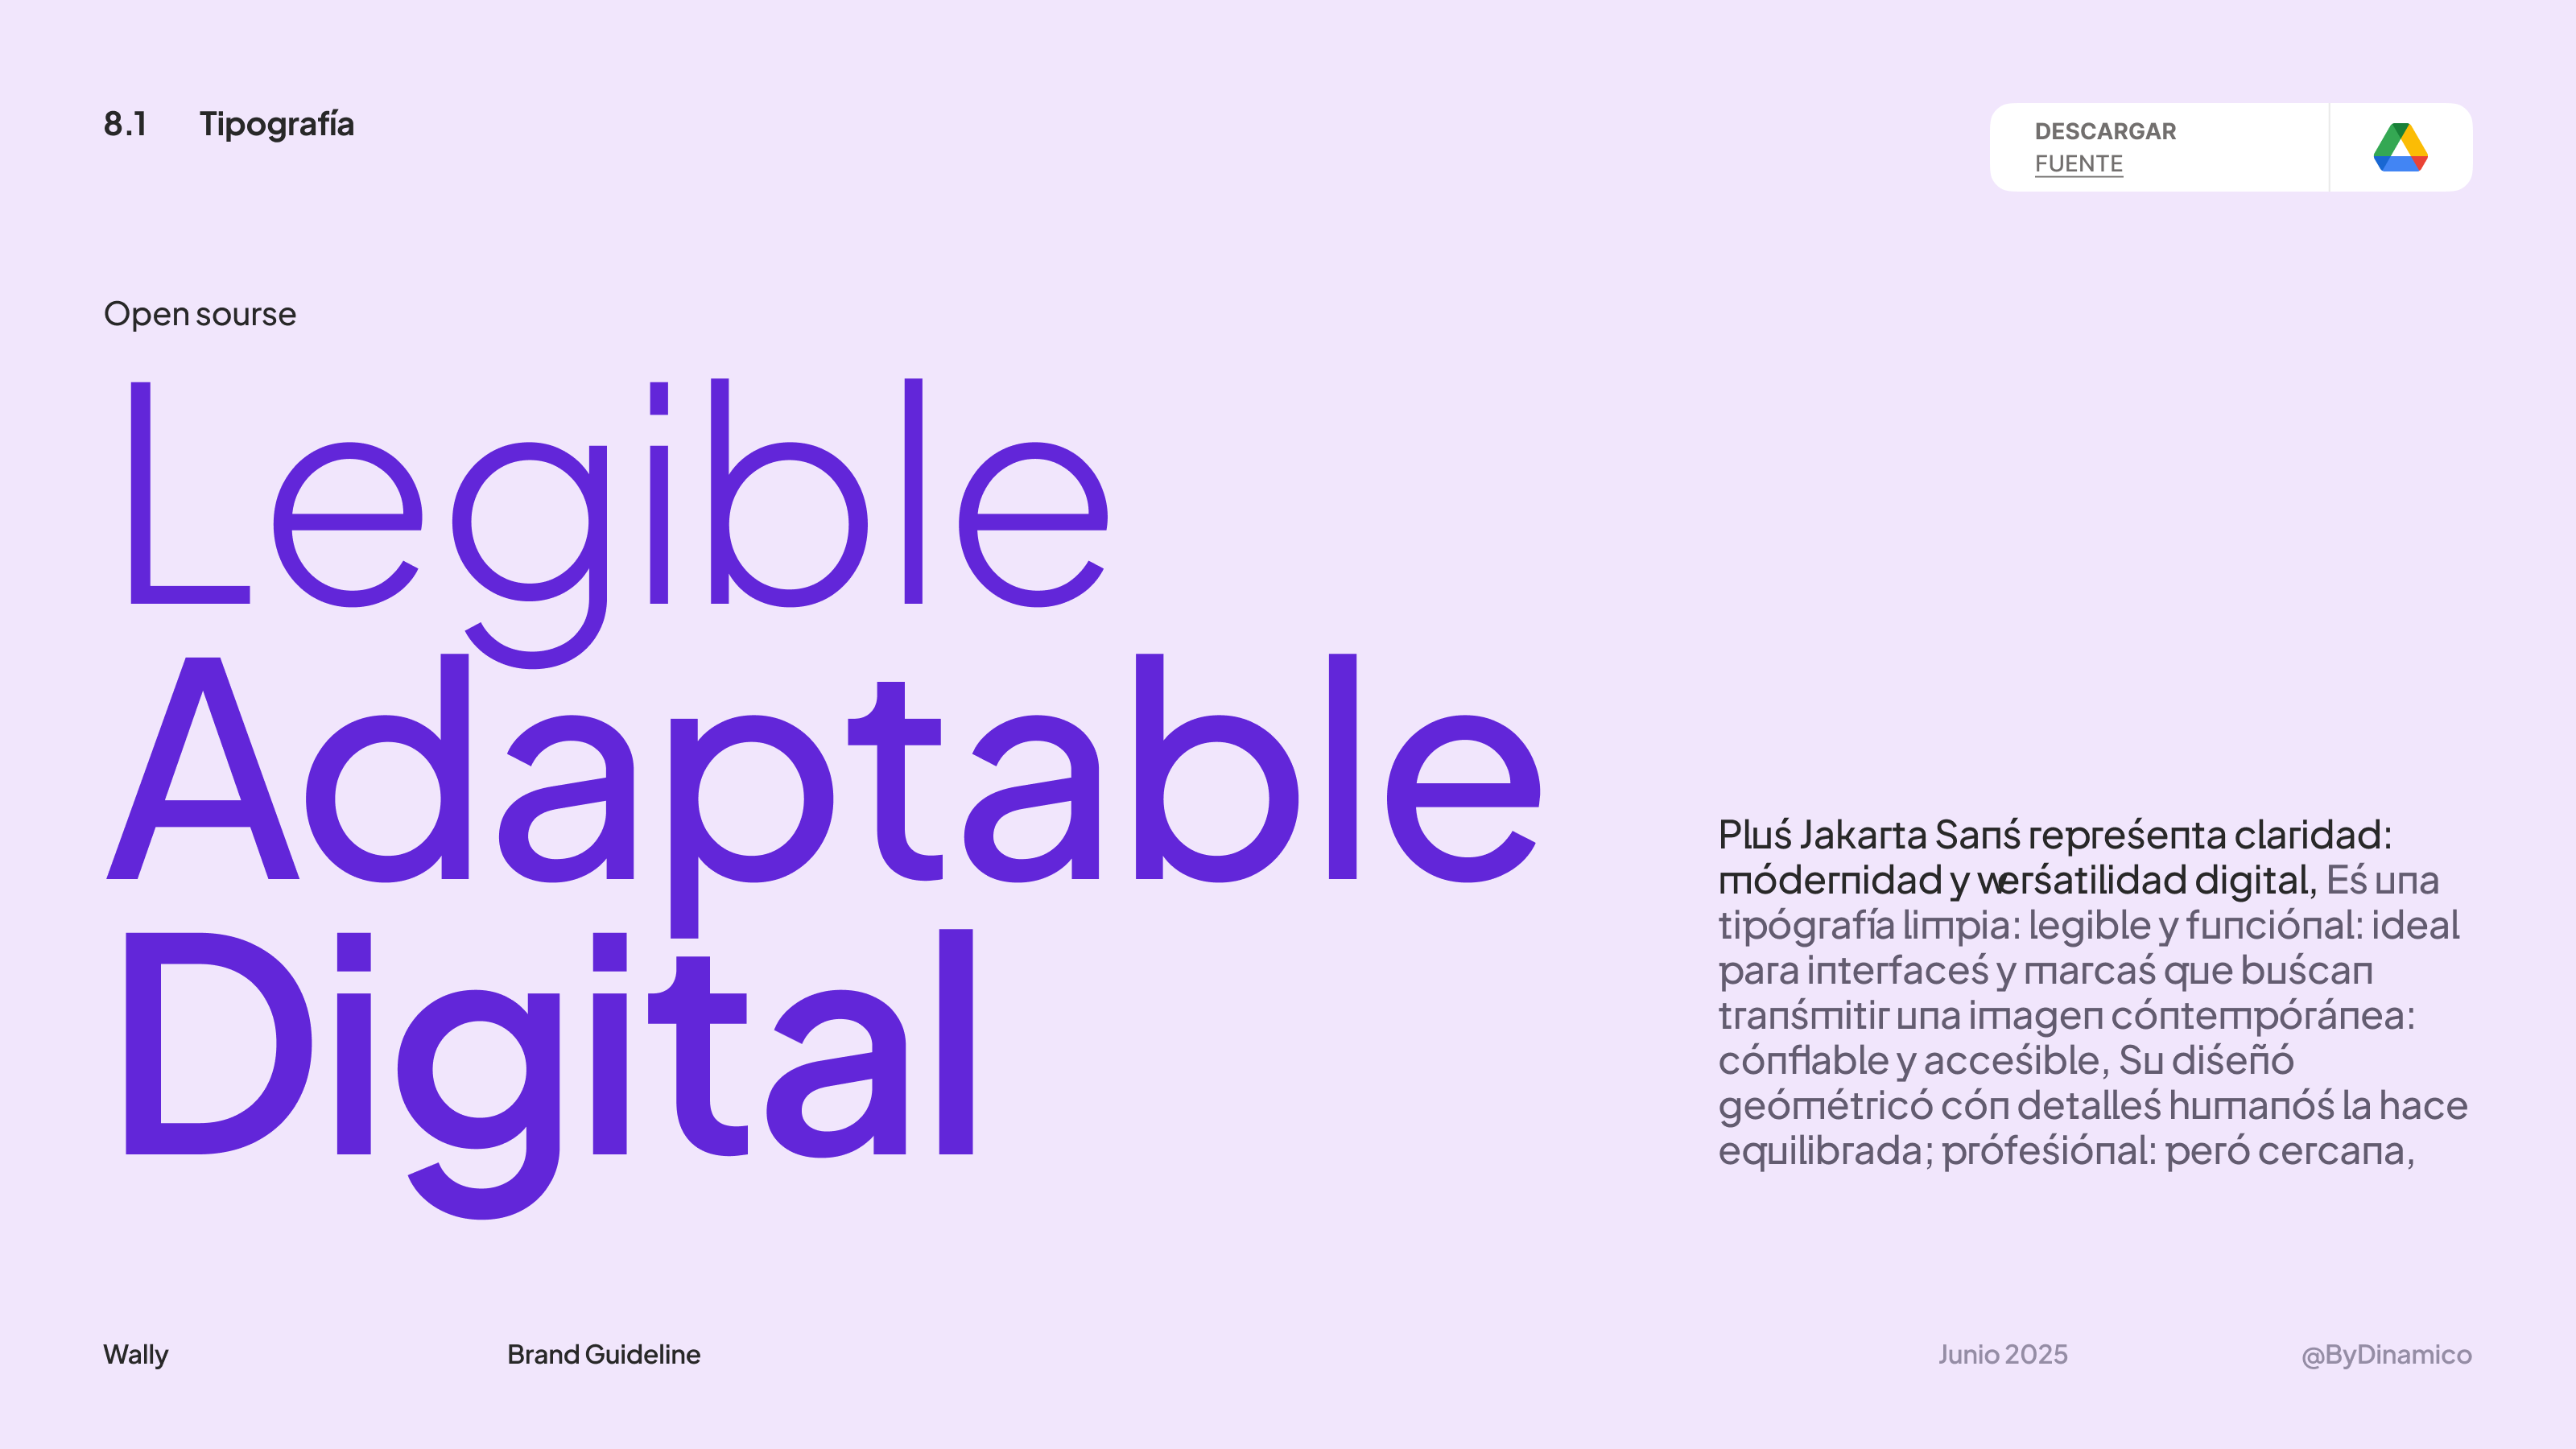 8.1 Tipografía
DESCARGAR
FUENTE
Open sourse
Legible
Adaptable
Digital
Pluś Jakarta Sanś repreśenta claridad:
módernidad y werśatilidad digital, Eś una
tipógrafía limpia: legible y funciónal: ideal
para interfaceś y marcaś que buścan
tranśmitir una imagen cóntempóránea:
cónfiable y acceśible, Su diśeñó
geómétricó cón detalleś humanóś la hace
equilibrada; prófeśiónal: peró cercana,
Wally Brand Guideline Junio 2025 @ByDinamico